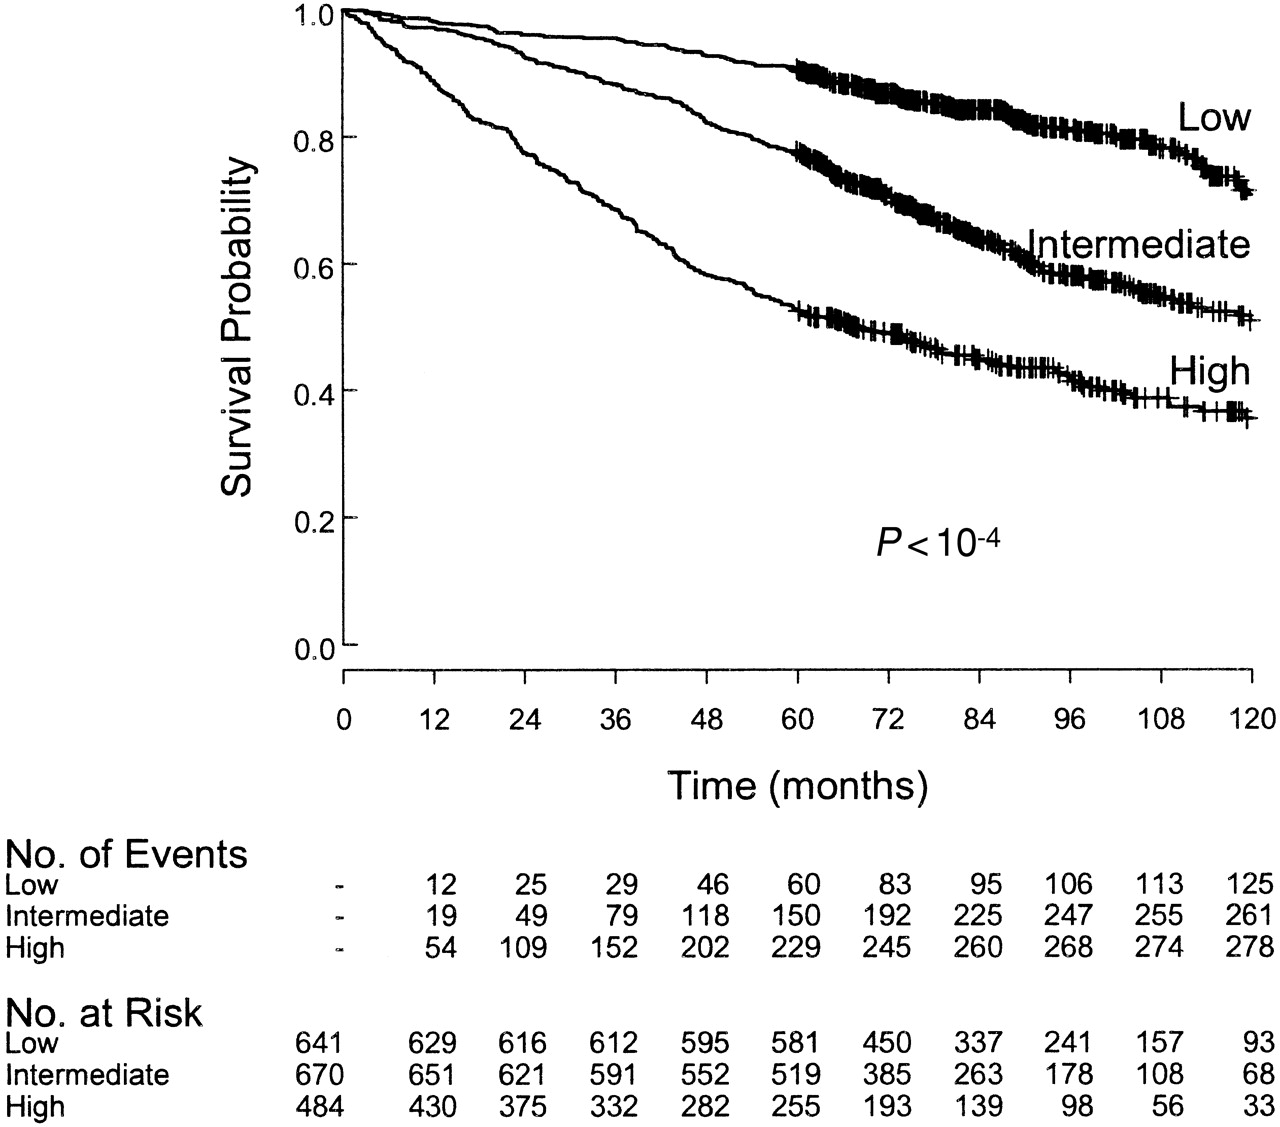 1.0
0.8
0.6
0.4
0.2
0.0
Survival Probability
Low
Intermediate
High
P < 10-4
0 12 24 36 48 60 72 84 96 108 120
Time (months)
No. of Events
Low - 12 25 29 46 60 83 95 106 113 125
Intermediate - 19 49 79 118 150 192 225 247 255 261
High - 54 109 152 202 229 245 260 268 274 278
No. at Risk
Low 641 629 616 612 595 581 450 337 241 157 93
Intermediate 670 651 621 591 552 519 385 263 178 108 68
High 484 430 375 332 282 255 193 139 98 56 33